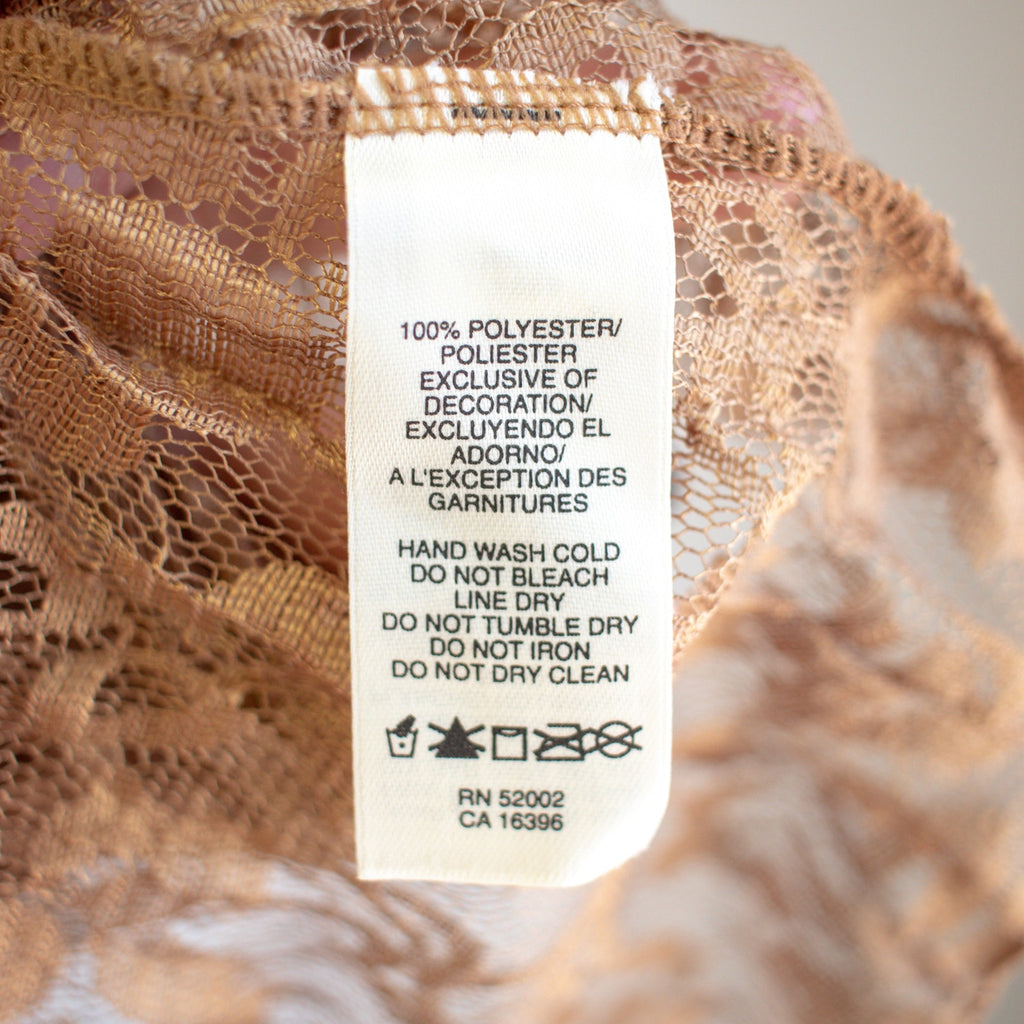 100% POLYESTER/
POLIESTER
EXCLUSIVE OF
DECORATION/
EXCLUYENDO EL
ADORNO/
A L'EXCEPTION DES
GARNITURES
HAND WASH COLD
DO NOT BLEACH
LINE DRY
DO NOT TUMBLE DRY
DO NOT IRON
DO NOT DRY CLEAN
RN 52002
CA 16396